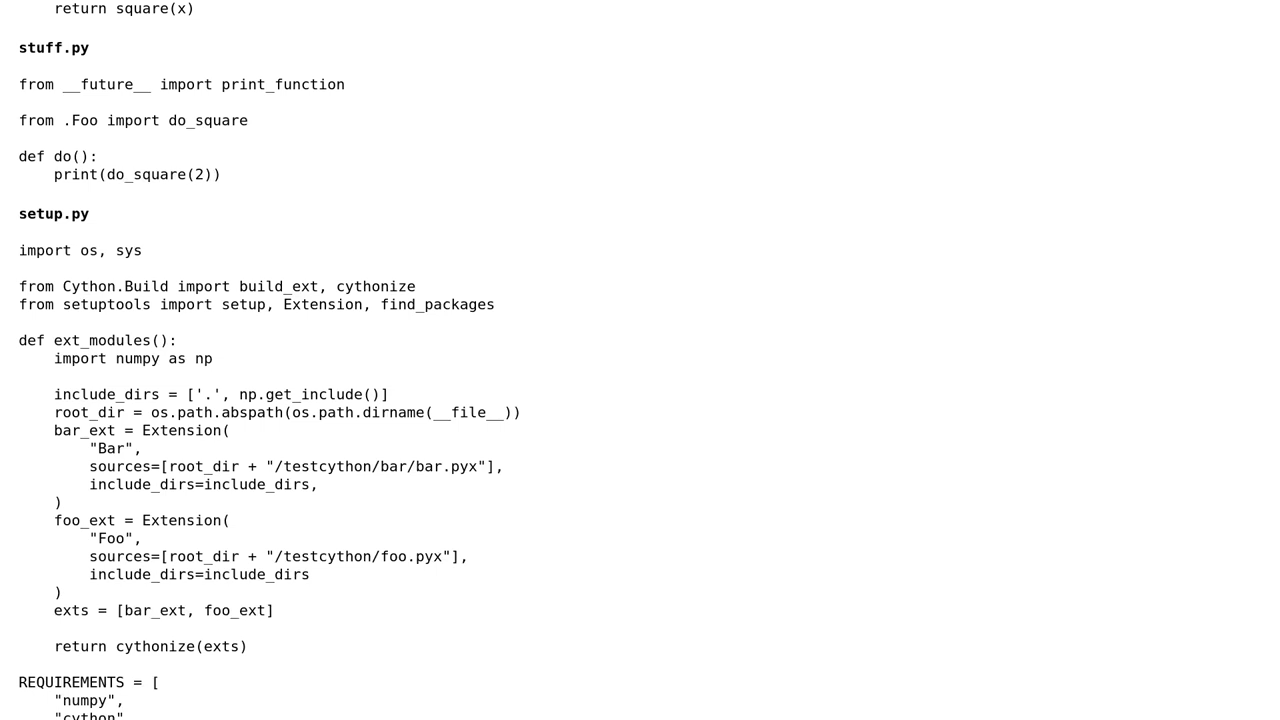 return square(x)
stuff.py
from __future__ import print_function
from .Foo import do_square
def do():
    print(do_square(2))
setup.py
import os, sys
from Cython.Build import build_ext, cythonize
from setuptools import setup, Extension, find_packages
def ext_modules():
    import numpy as np
    include_dirs = ['.', np.get_include()]
    root_dir = os.path.abspath(os.path.dirname(__file__))
    bar_ext = Extension(
        "Bar",
        sources=[root_dir + "/testcython/bar/bar.pyx"],
        include_dirs=include_dirs,
    )
    foo_ext = Extension(
        "Foo",
        sources=[root_dir + "/testcython/foo.pyx"],
        include_dirs=include_dirs
    )
    exts = [bar_ext, foo_ext]
    return cythonize(exts)
REQUIREMENTS = [
    "numpy",
    "cython"